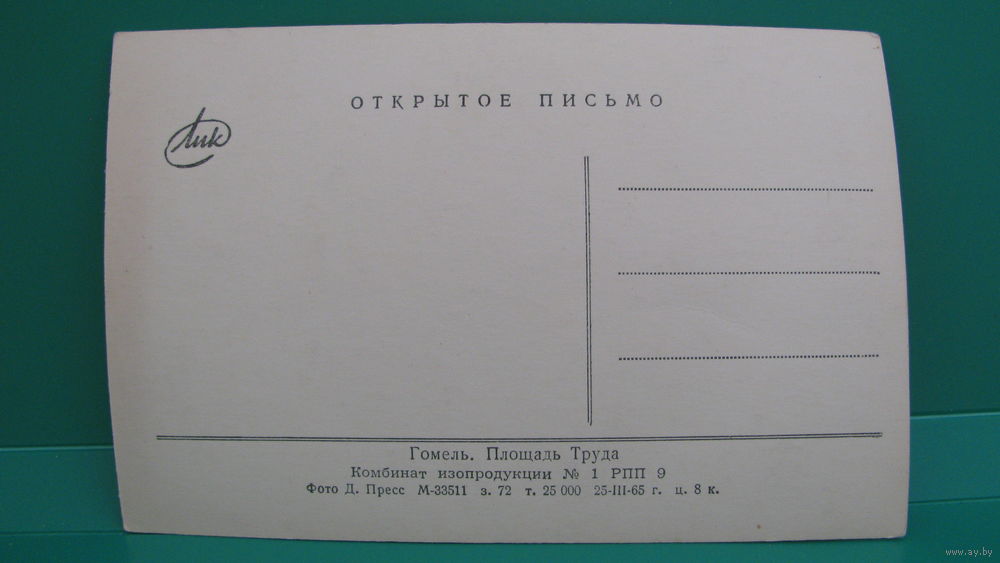 ОТКРЫТОЕ ПИСЬМО
Лик
Гомель. Площадь Труда
Комбинат изопродукции № 1 РПП 9
Фото Д. Пресс М-33511 з. 72 т. 25 000 25-III-65 г. ц. 8 к.
www.ay.by